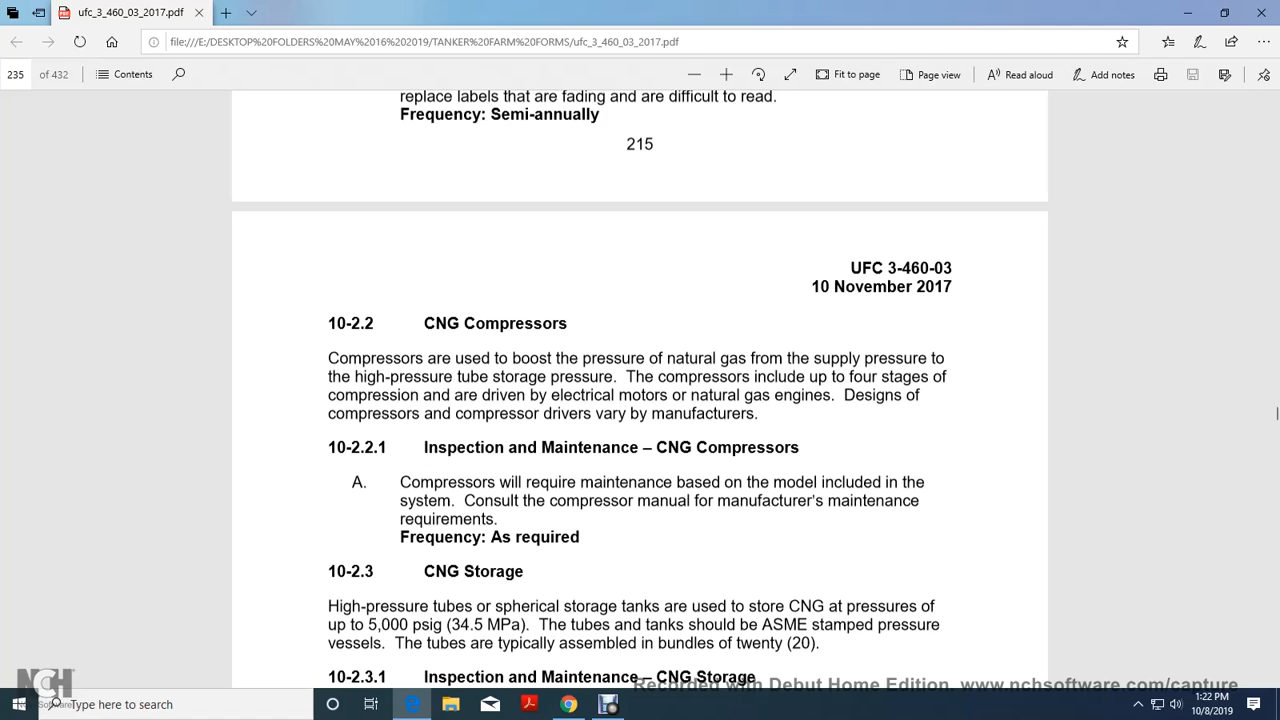 ufc_3_460_03_2017.pdf
file:///E:/DESKTOP%20FOLDERS%20MAY%2016%202019/TANKER%20FARM%20FORMS/ufc_3_460_03_2017.pdf
235 of 432 Contents Fit to page Page view Read aloud Add notes
replace labels that are fading and are difficult to read.
Frequency: Semi-annually
215
UFC 3-460-03
10 November 2017
10-2.2 CNG Compressors
Compressors are used to boost the pressure of natural gas from the supply pressure to
the high-pressure tube storage pressure. The compressors include up to four stages of
compression and are driven by electrical motors or natural gas engines. Designs of
compressors and compressor drivers vary by manufacturers.
10-2.2.1 Inspection and Maintenance – CNG Compressors
A. Compressors will require maintenance based on the model included in the
system. Consult the compressor manual for manufacturer's maintenance
requirements.
Frequency: As required
10-2.3 CNG Storage
High-pressure tubes or spherical storage tanks are used to store CNG at pressures of
up to 5,000 psig (34.5 MPa). The tubes and tanks should be ASME stamped pressure
vessels. The tubes are typically assembled in bundles of twenty (20).
10-2.3.1 Inspection and Maintenance – CNG Storage
Recorded with Debut Home Edition. www.nchsoftware.com/capture
NCH
Software
Type here to search
1:22 PM
10/8/2019